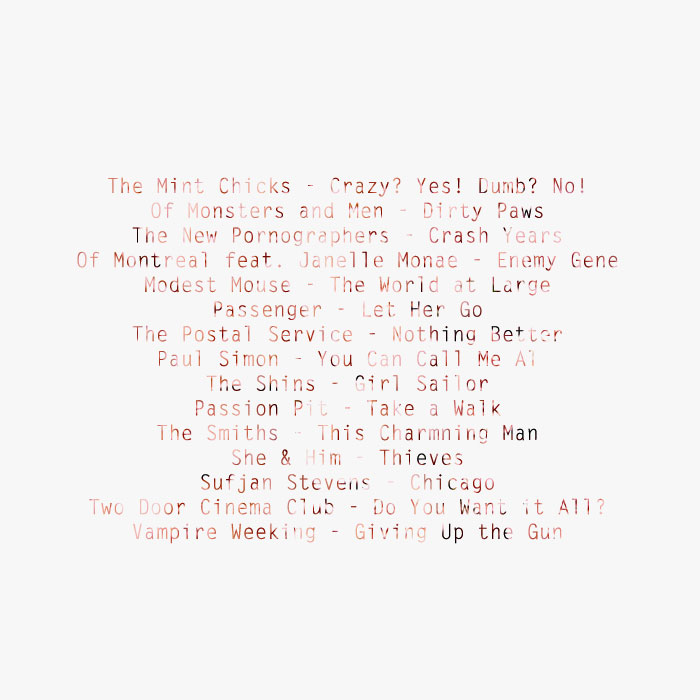 The Mint Chicks - Crazy? Yes! Dumb? No!
Of Monsters and Men - Dirty Paws
The New Pornographers - Crash Years
Of Montreal feat. Janelle Monae - Enemy Gene
Modest Mouse - The World at Large
Passenger - Let Her Go
The Postal Service - Nothing Better
Paul Simon - You Can Call Me Al
The Shins - Girl Sailor
Passion Pit - Take a Walk
The Smiths - This Charmning Man
She & Him - Thieves
Sufjan Stevens - Chicago
Two Door Cinema Club - Do You Want it All?
Vampire Weeking - Giving Up the Gun